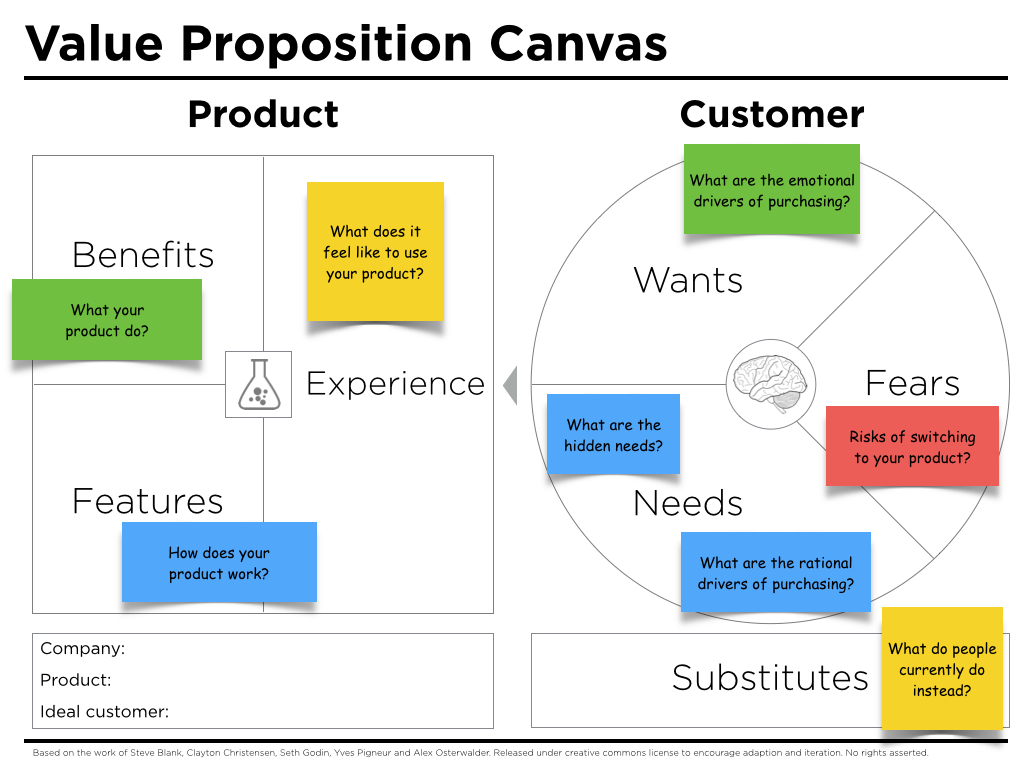 Value Proposition Canvas
Product
Benefits
What your
product do?
What does it
feel like to use
your product?
Experience
Features
How does your
product work?
Company:
Product:
Ideal customer:
Customer
What are the emotional
drivers of purchasing?
Wants
Fears
Risks of switching
to your product?
What are the
hidden needs?
Needs
What are the rational
drivers of purchasing?
Substitutes
What do people
currently do
instead?
Based on the work of Steve Blank, Clayton Christensen, Seth Godin, Yves Pigneur and Alex Osterwalder. Released under creative commons license to encourage adaption and iteration. No rights asserted.